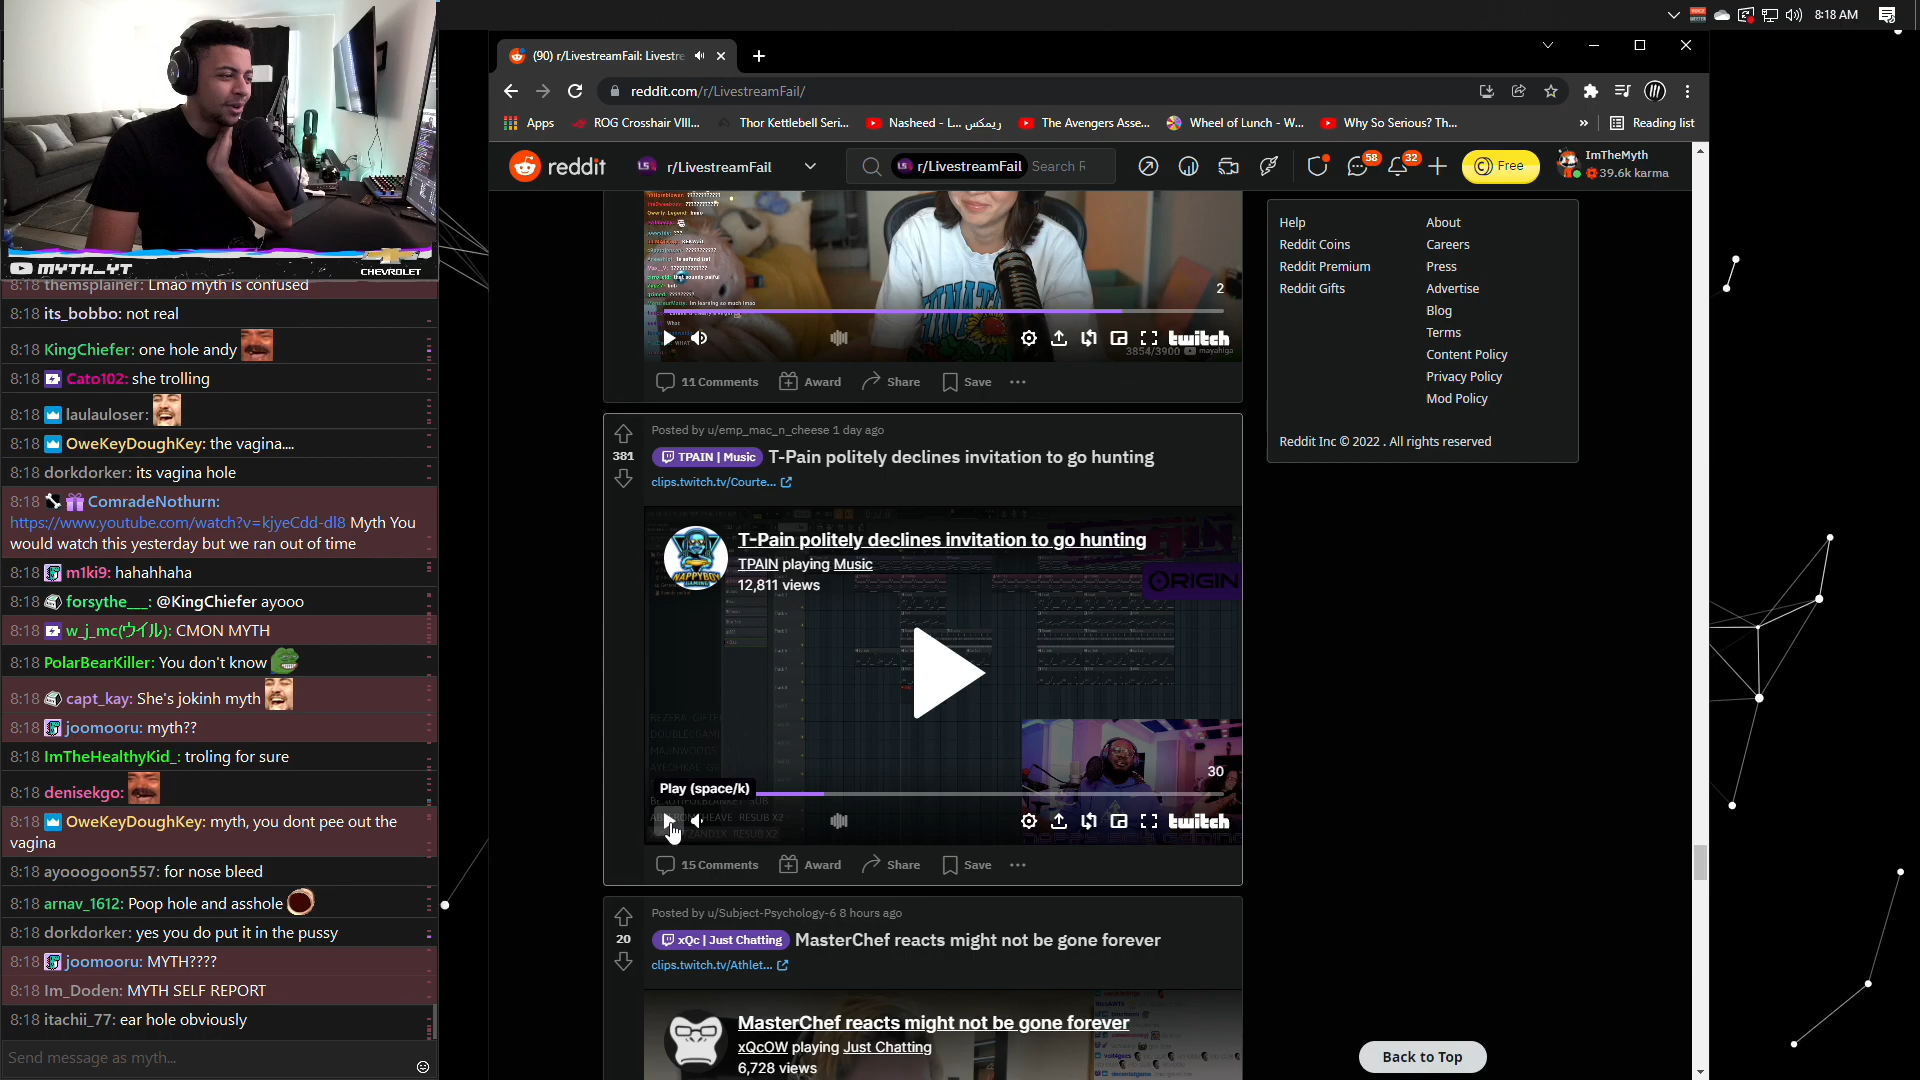 8:18 AM
(90) r/LivestreamFail: Livestre
reddit.com/r/LivestreamFail/
Apps
ROG Crosshair VIII...
Thor Kettlebell Seri...
Nasheed - L... ريمكس
The Avengers Asse...
Wheel of Lunch - W...
Why So Serious? Th...
Reading list
reddit
r/LivestreamFail
r/LivestreamFail Search R
58
32
Free
ImTheMyth
39.6k karma
MYTH_YT
CHEVROLET
8:18 themsplainer: Lmao myth is confused
8:18 its_bobbo: not real
8:18 KingChiefer: one hole andy
8:18 Cato102: she trolling
8:18 laulauloser:
8:18 OweKeyDoughKey: the vagina....
8:18 dorkdorker: its vagina hole
8:18 ComradeNothurn:
https://www.youtube.com/watch?v=kjyeCdd-dl8 Myth You
would watch this yesterday but we ran out of time
8:18 m1ki9: hahahhaha
8:18 forsythe___: @KingChiefer ayooo
8:18 w_j_mc(ウイル): CMON MYTH
8:18 PolarBearKiller: You don't know
8:18 capt_kay: She's jokinh myth
8:18 joomooru: myth??
8:18 ImTheHealthyKid_: troling for sure
8:18 denisekgo:
8:18 OweKeyDoughKey: myth, you dont pee out the
vagina
8:18 ayooogoon557: for nose bleed
8:18 arnav_1612: Poop hole and asshole
8:18 dorkdorker: yes you do put it in the pussy
8:18 joomooru: MYTH????
8:18 Im_Doden: MYTH SELF REPORT
8:18 itachii_77: ear hole obviously
Send message as myth...
2
twitch
3854/3900 mayahiga
11 Comments Award Share Save
381
Posted by u/emp_mac_n_cheese 1 day ago
TPAIN | Music T-Pain politely declines invitation to go hunting
clips.twitch.tv/Courte...
T-Pain politely declines invitation to go hunting
TPAIN playing Music
12,811 views
NAPPYBOY
GAMING
ORIGIN
30
Play (space/k)
twitch
15 Comments Award Share Save
20
Posted by u/Subject-Psychology-6 8 hours ago
xQc | Just Chatting MasterChef reacts might not be gone forever
clips.twitch.tv/Athlet...
MasterChef reacts might not be gone forever
xQcOW playing Just Chatting
6,728 views
Help
Reddit Coins
Reddit Premium
Reddit Gifts
About
Careers
Press
Advertise
Blog
Terms
Content Policy
Privacy Policy
Mod Policy
Reddit Inc © 2022 . All rights reserved
Back to Top